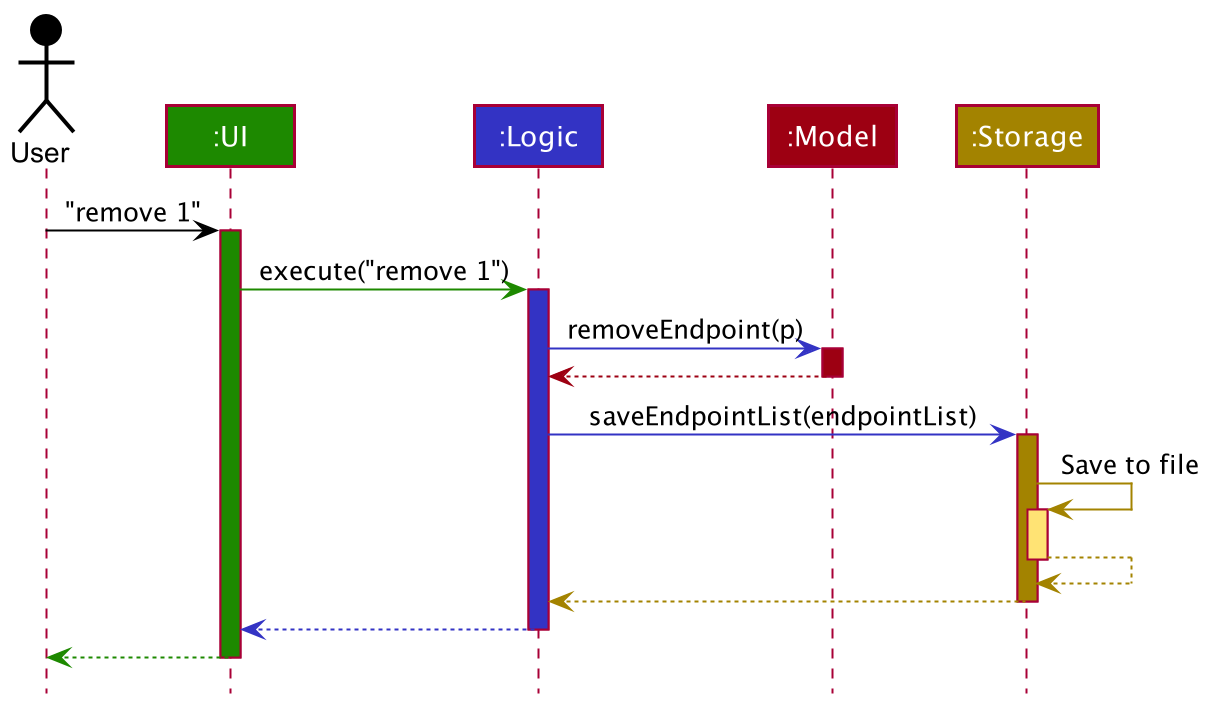 User
:UI
:Logic
:Model
:Storage
"remove 1"
execute("remove 1")
removeEndpoint(p)
saveEndpointList(endpointList)
Save to file